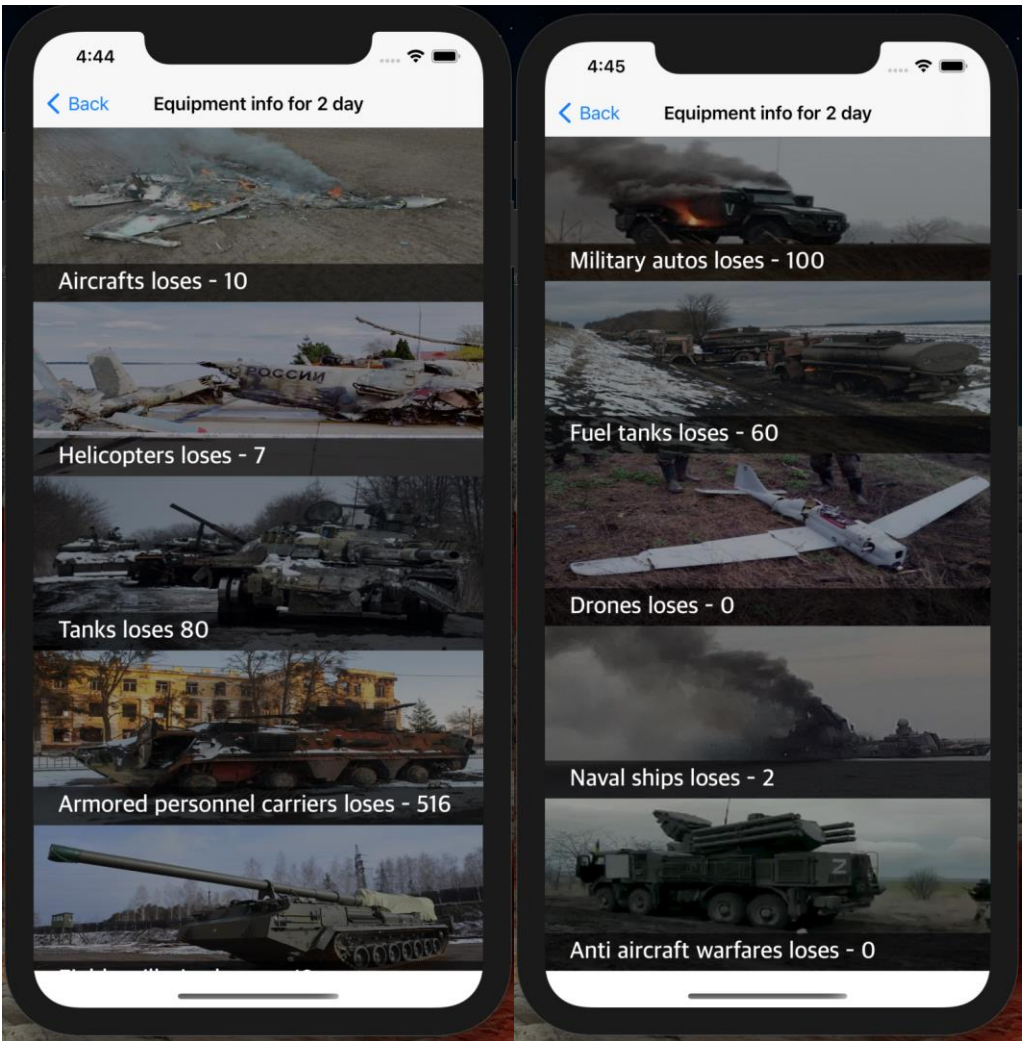 4:44
Back
Equipment info for 2 day
Aircrafts loses - 10
РОССИИ
Helicopters loses - 7
Tanks loses 80
Armored personnel carriers loses - 516
4:45
Back
Equipment info for 2 day
V
Military autos loses - 100
Fuel tanks loses - 60
Drones loses - 0
Naval ships loses - 2
Z
Anti aircraft warfares loses - 0